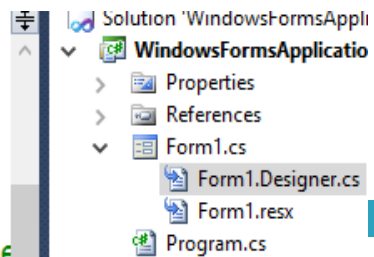 Solution 'WindowsFormsAppli
WindowsFormsApplicatio
Properties
References
Form1.cs
Form1.Designer.cs
Form1.resx
Program.cs